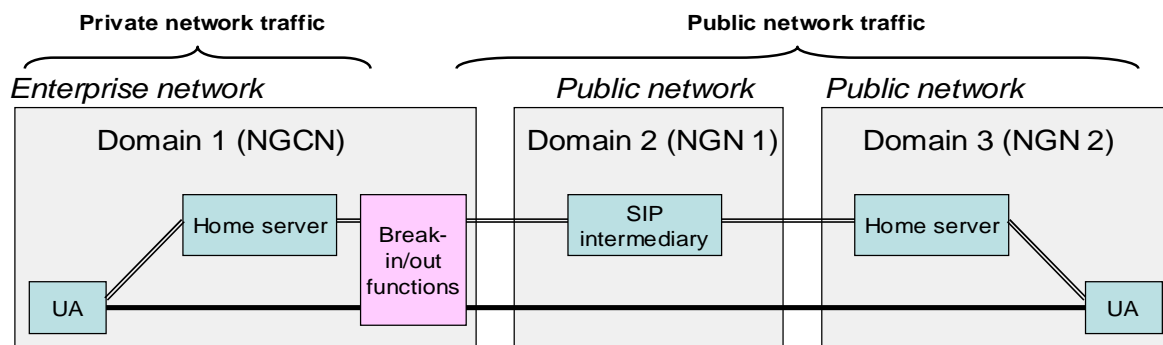 Private network traffic
Public network traffic
Enterprise network
Public network
Public network
Domain 1 (NGCN)
Domain 2 (NGN 1)
Domain 3 (NGN 2)
Home server
Break-
in/out
functions
SIP
intermediary
Home server
UA
UA